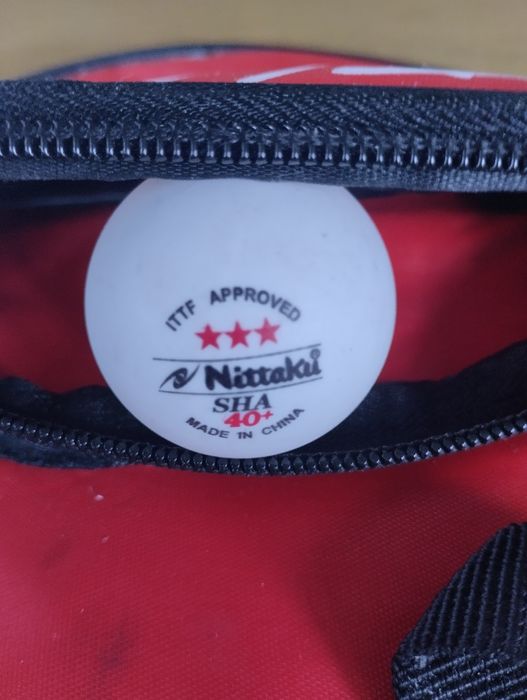 ITTF APPROVED
★★★
Nittaku®
SHA
40+
MADE IN CHINA